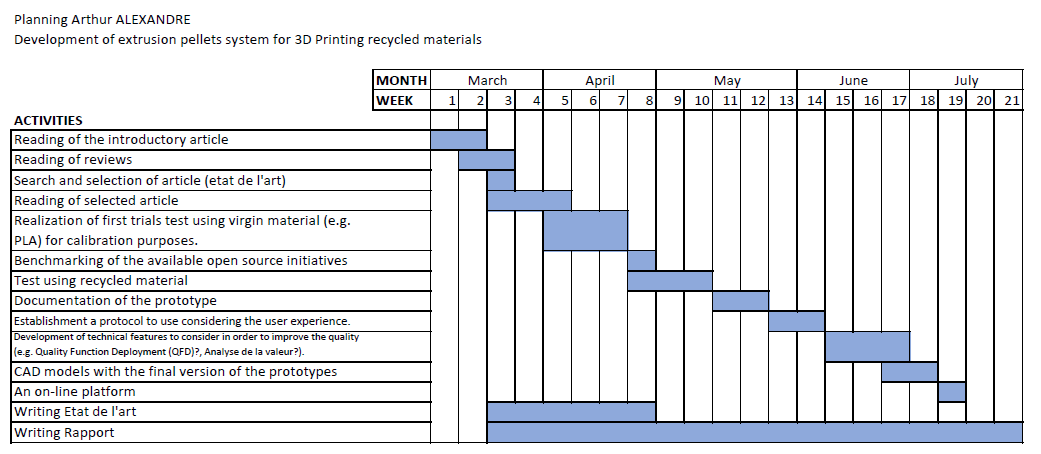 Planning Arthur ALEXANDRE
Development of extrusion pellets system for 3D Printing recycled materials
MONTH March April May June July
WEEK 1 2 3 4 5 6 7 8 9 10 11 12 13 14 15 16 17 18 19 20 21
ACTIVITIES
Reading of the introductory article
Reading of reviews
Search and selection of article (etat de l'art)
Reading of selected article
Realization of first trials test using virgin material (e.g.
PLA) for calibration purposes.
Benchmarking of the available open source initiatives
Test using recycled material
Documentation of the prototype
Establishment a protocol to use considering the user experience.
Development of technical features to consider in order to improve the quality
(e.g. Quality Function Deployment (QFD)?, Analyse de la valeur?).
CAD models with the final version of the prototypes
An on-line platform
Writing Etat de l'art
Writing Rapport